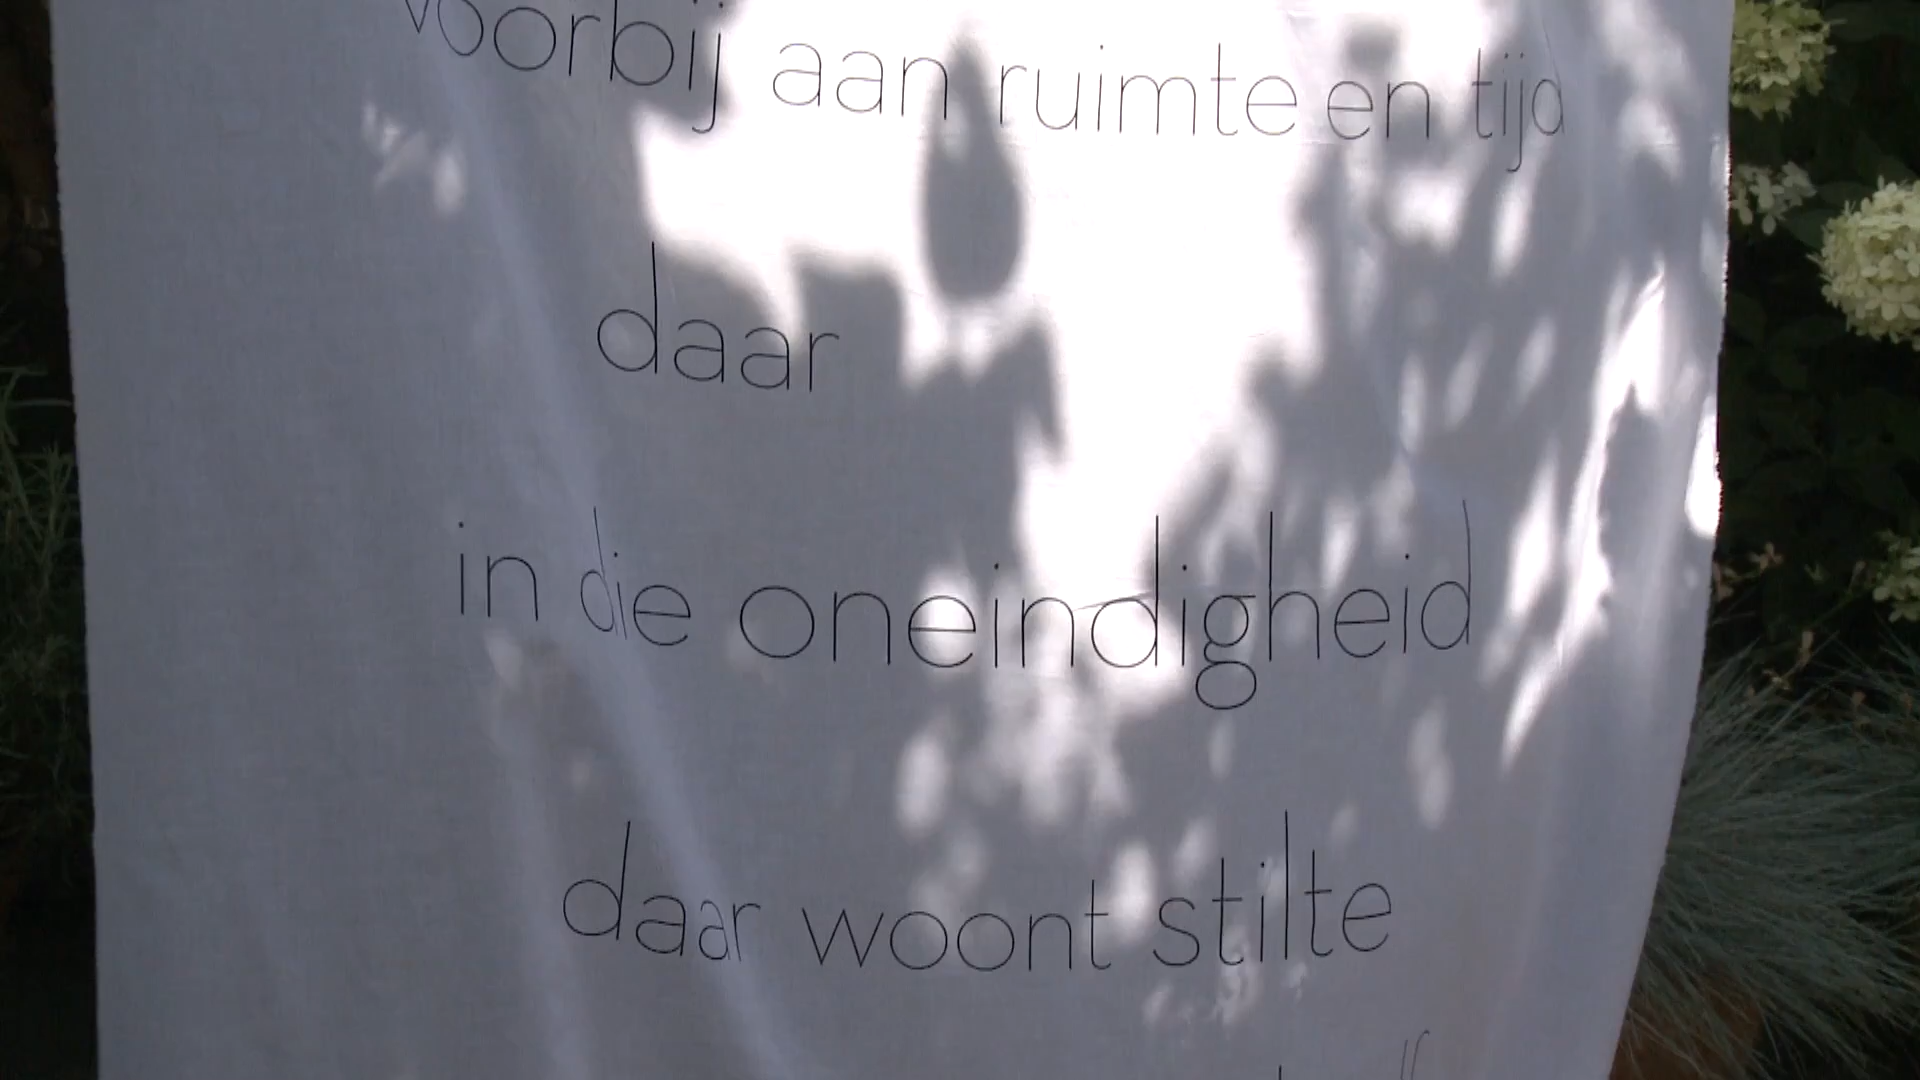 voorbij aan ruimte en tijd
daar
in die oneindigheid
daar woont stilte